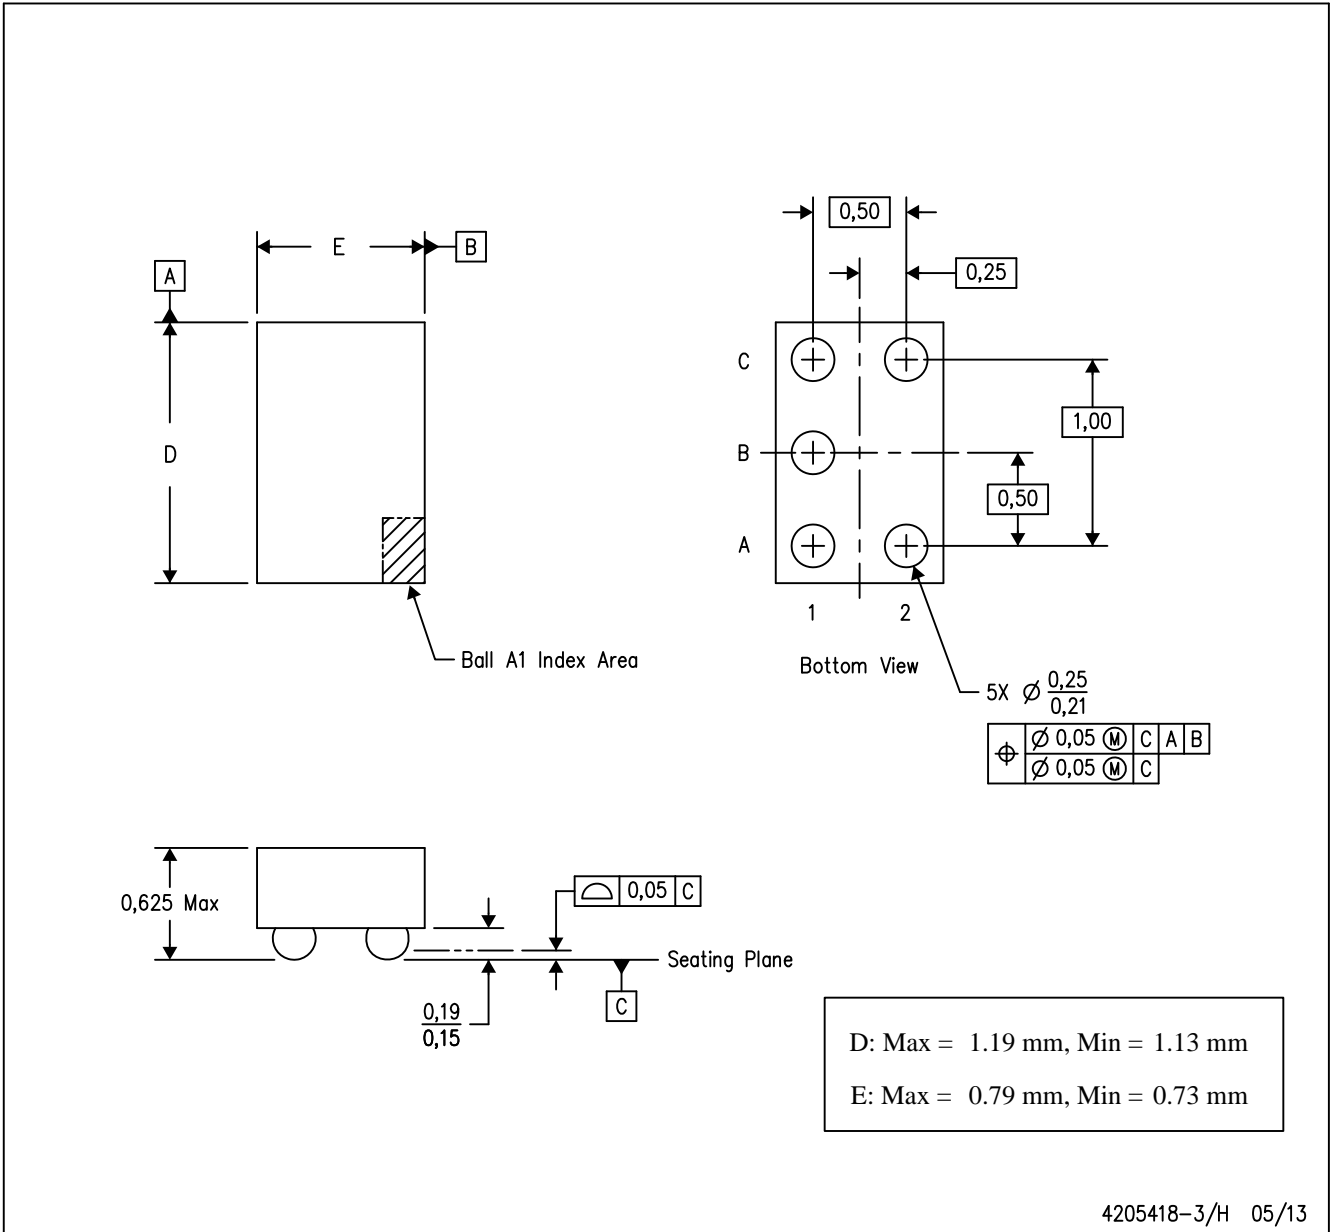 0,50
E
B
A
0,25
C
1,00
D
B
0,50
A
1 2
Ball A1 Index Area
Bottom View
5X Ø 0,25
0,21
⌖ Ø 0,05 Ⓜ C A B
Ø 0,05 Ⓜ C
0,625 Max
⌓ 0,05 C
Seating Plane
C
0,19
0,15
D: Max = 1.19 mm, Min = 1.13 mm
E: Max = 0.79 mm, Min = 0.73 mm
4205418-3/H 05/13